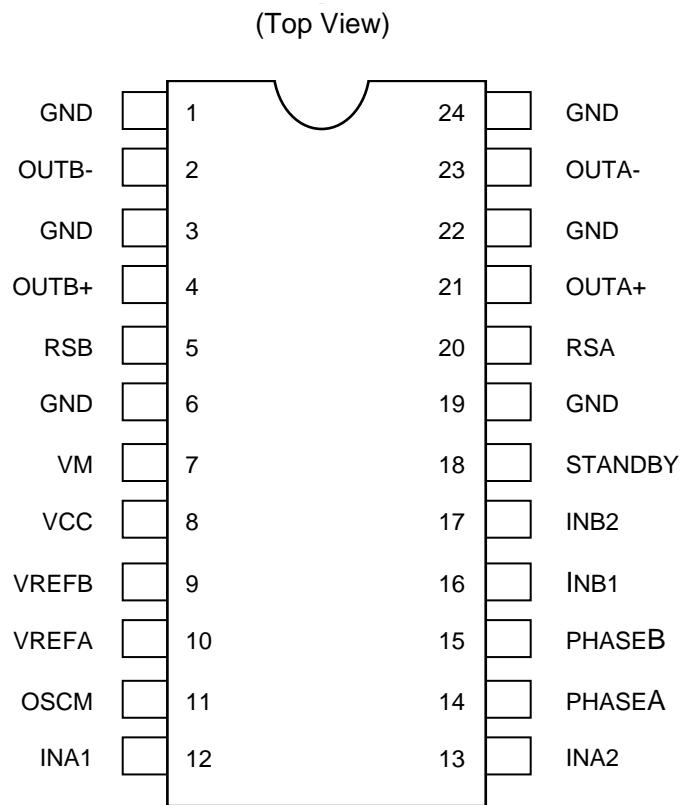 (Top View)
GND 1 24 GND
OUTB- 2 23 OUTA-
GND 3 22 GND
OUTB+ 4 21 OUTA+
RSB 5 20 RSA
GND 6 19 GND
VM 7 18 STANDBY
VCC 8 17 INB2
VREFB 9 16 INB1
VREFA 10 15 PHASEB
OSCM 11 14 PHASEA
INA1 12 13 INA2